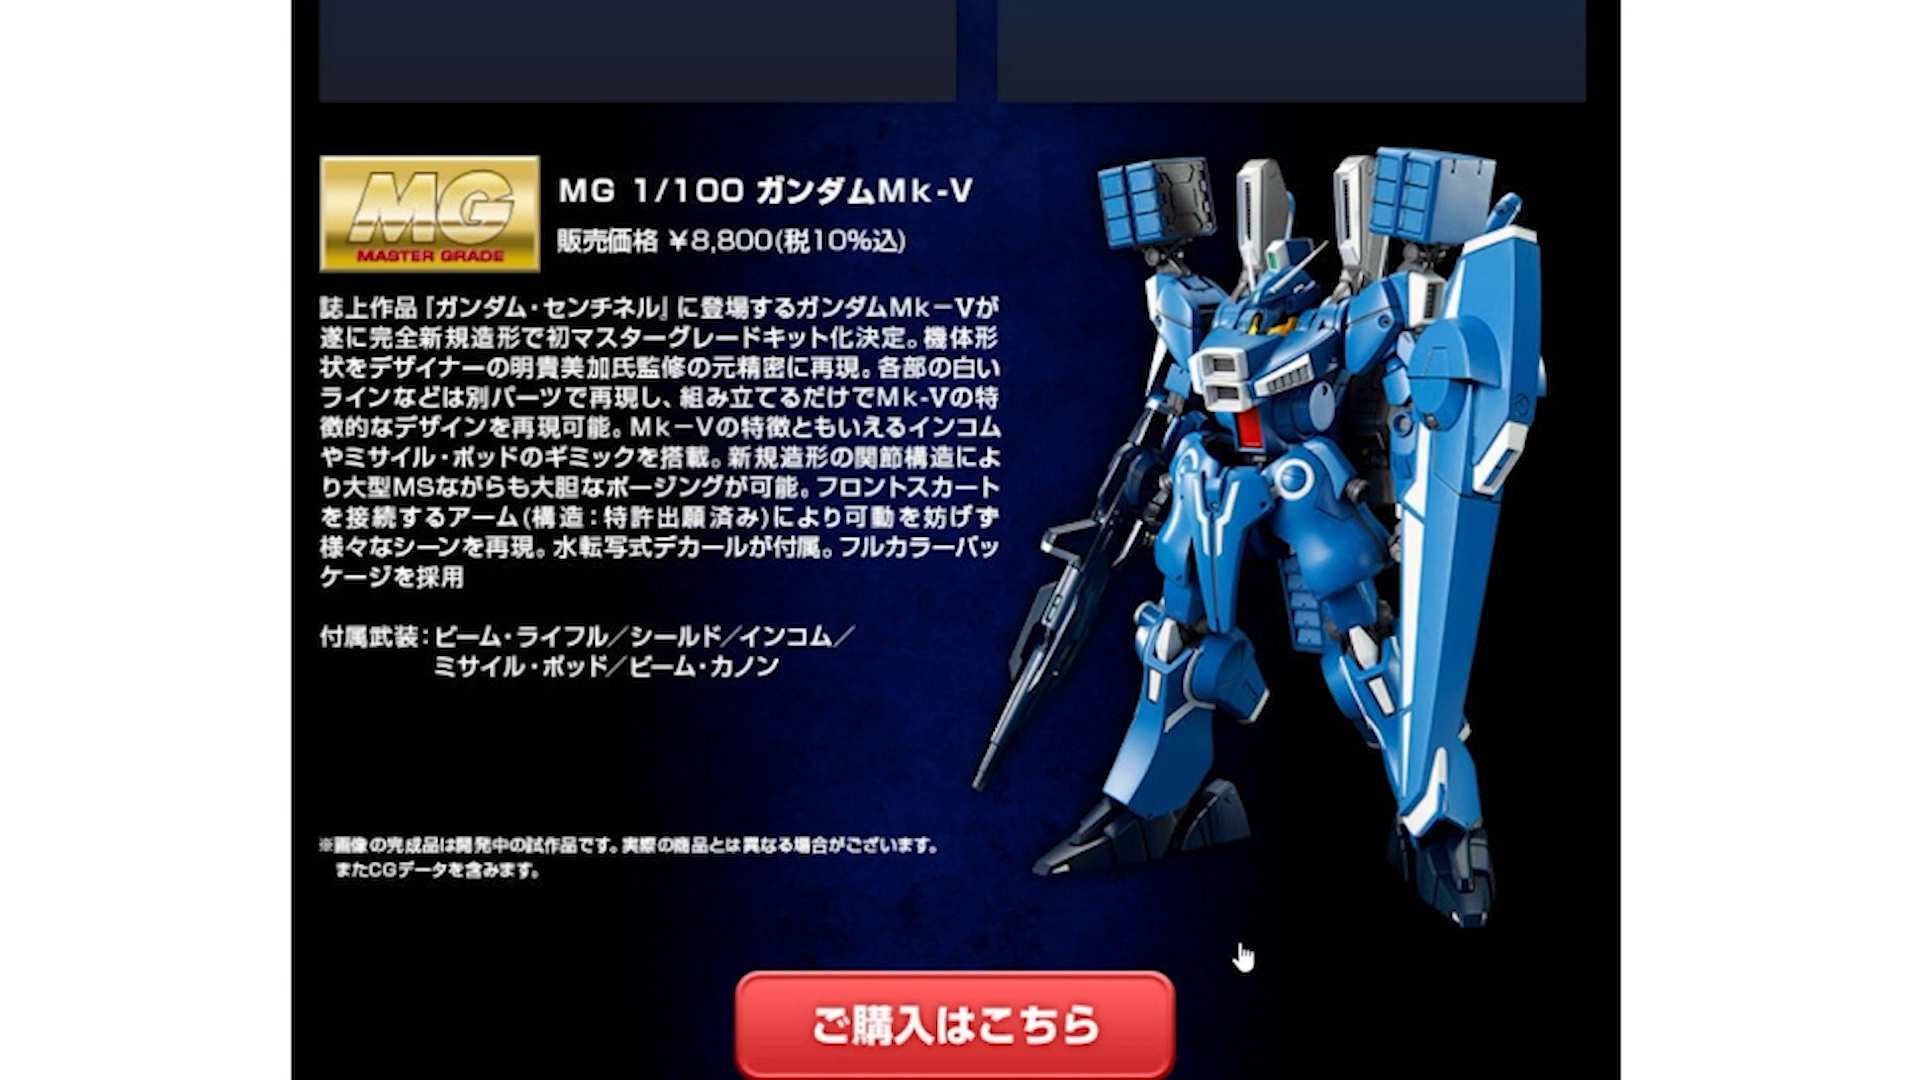 MG
MASTER GRADE
MG 1/100 ガンダムMk-V
販売価格 ¥8,800(税10%込)
誌上作品『ガンダム・センチネル』に登場するガンダムMk－Vが
遂に完全新規造形で初マスターグレードキット化決定。機体形
状をデザイナーの明貴美加氏監修の元精密に再現。各部の白い
ラインなどは別パーツで再現し、組み立てるだけでMk-Vの特
徴的なデザインを再現可能。Mk－Vの特徴ともいえるインコム
やミサイル・ポッドのギミックを搭載。新規造形の関節構造によ
り大型MSながらも大胆なポージングが可能。フロントスカート
を接続するアーム(構造：特許出願済み)により可動を妨げず
様々なシーンを再現。水転写式デカールが付属。フルカラーパッ
ケージを採用
付属武装：ビーム・ライフル／シールド／インコム／
ミサイル・ポッド／ビーム・カノン
※画像の完成品は開発中の試作品です。実際の商品とは異なる場合がございます。
またCGデータを含みます。
ご購入はこちら